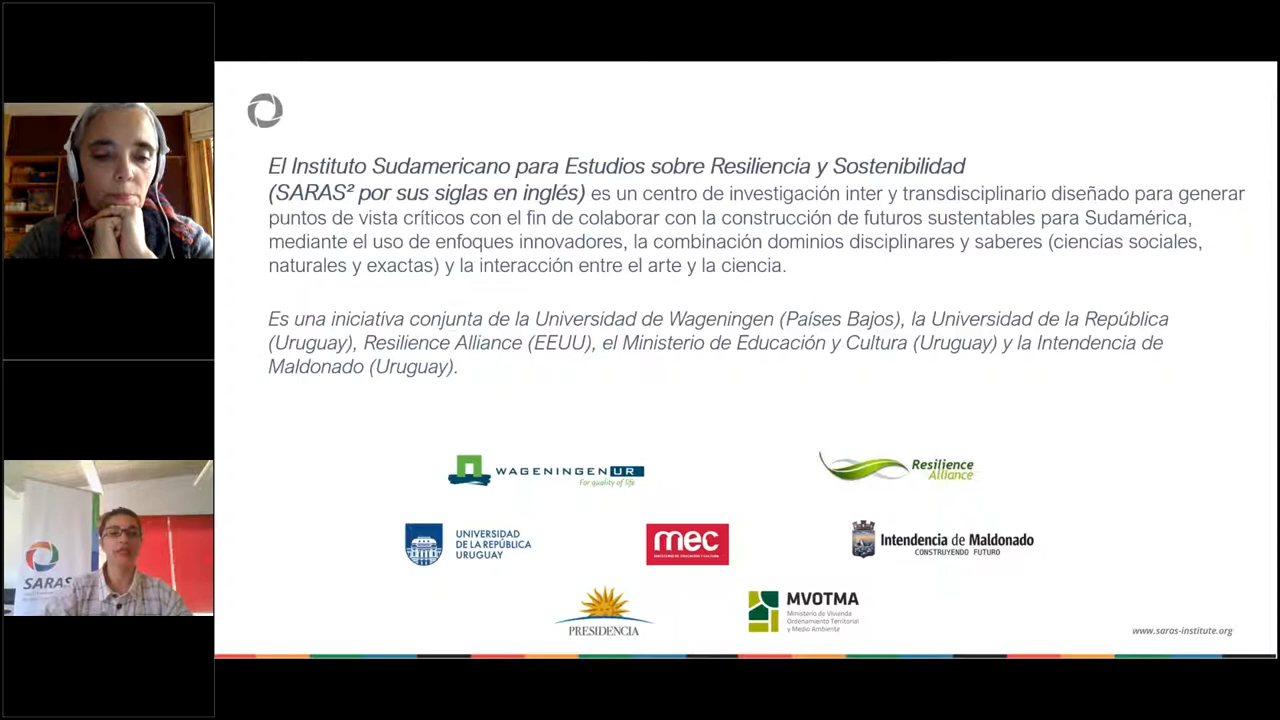 El Instituto Sudamericano para Estudios sobre Resiliencia y Sostenibilidad
(SARAS² por sus siglas en inglés) es un centro de investigación inter y transdisciplinario diseñado para generar
puntos de vista críticos con el fin de colaborar con la construcción de futuros sustentables para Sudamérica,
mediante el uso de enfoques innovadores, la combinación dominios disciplinares y saberes (ciencias sociales,
naturales y exactas) y la interacción entre el arte y la ciencia.
Es una iniciativa conjunta de la Universidad de Wageningen (Países Bajos), la Universidad de la República
(Uruguay), Resilience Alliance (EEUU), el Ministerio de Educación y Cultura (Uruguay) y la Intendencia de
Maldonado (Uruguay).
WAGENINGEN UR
For quality of life
Resilience
Alliance
UNIVERSIDAD
DE LA REPÚBLICA
URUGUAY
mec
MINISTERIO DE EDUCACIÓN Y CULTURA
Intendencia de Maldonado
CONSTRUYENDO FUTURO
PRESIDENCIA
MVOTMA
Ministerio de Vivienda
Ordenamiento Territorial
y Medio Ambiente
www.saras-institute.org
SARAS